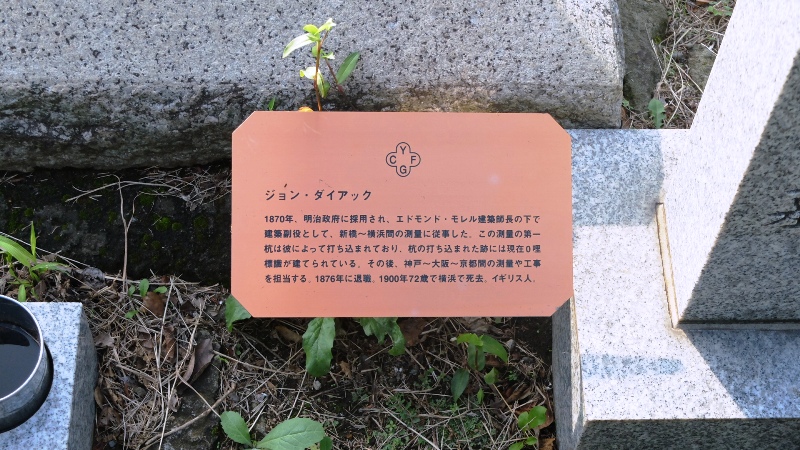 Y
C F
G
ジョン・ダイアック
1870年，明治政府に採用され，エドモンド・モレル建築師長の下で
建築副役として，新橋〜横浜間の測量に従事した．この測量の第一
杭は彼によって打ち込まれており，杭の打ち込まれた跡には現在０哩
標識が建てられている．その後，神戸〜大阪〜京都間の測量や工事
を担当する．1876年に退職．1900年72歳で横浜で死去．イギリス人．